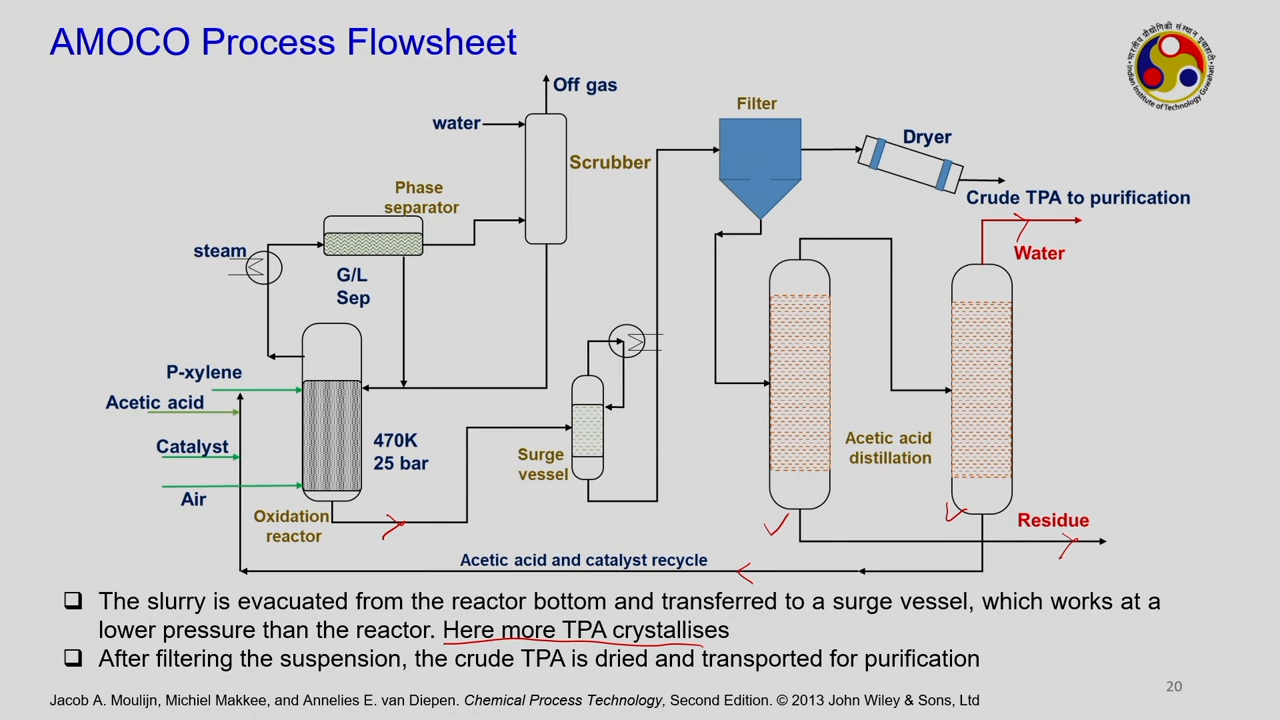 AMOCO Process Flowsheet
Off gas
water
Scrubber
Filter
Dryer
Crude TPA to purification
Phase
separator
steam
G/L
Sep
Water
P-xylene
Acetic acid
Catalyst
Air
470K
25 bar
Surge
vessel
Acetic acid
distillation
Oxidation
reactor
Residue
Acetic acid and catalyst recycle
The slurry is evacuated from the reactor bottom and transferred to a surge vessel, which works at a
lower pressure than the reactor. Here more TPA crystallises
After filtering the suspension, the crude TPA is dried and transported for purification
Jacob A. Moulijn, Michiel Makkee, and Annelies E. van Diepen. Chemical Process Technology, Second Edition. © 2013 John Wiley & Sons, Ltd
20
Indian Institute of Technology Guwahati